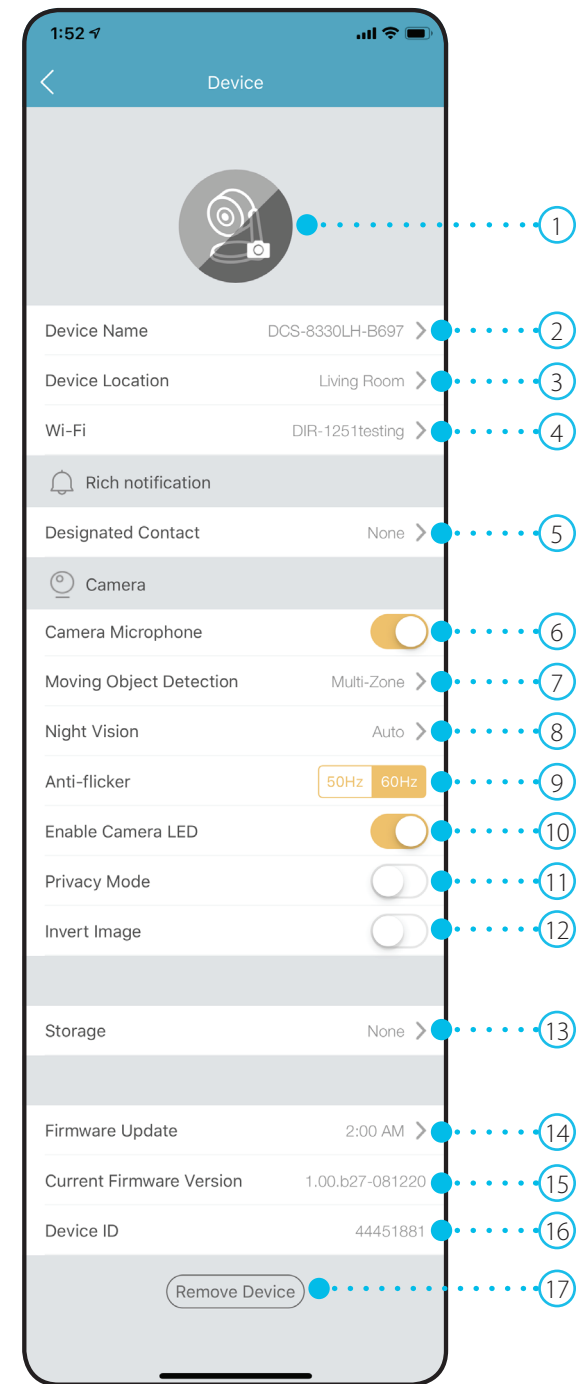 1:52
Device
1
Device Name DCS-8330LH-B697 2
Device Location Living Room 3
Wi-Fi DIR-1251testing 4
Rich notification
Designated Contact None 5
Camera
Camera Microphone 6
Moving Object Detection Multi-Zone 7
Night Vision Auto 8
Anti-flicker 50Hz 60Hz 9
Enable Camera LED 10
Privacy Mode 11
Invert Image 12
Storage None 13
Firmware Update 2:00 AM 14
Current Firmware Version 1.00.b27-081220 15
Device ID 44451881 16
Remove Device 17